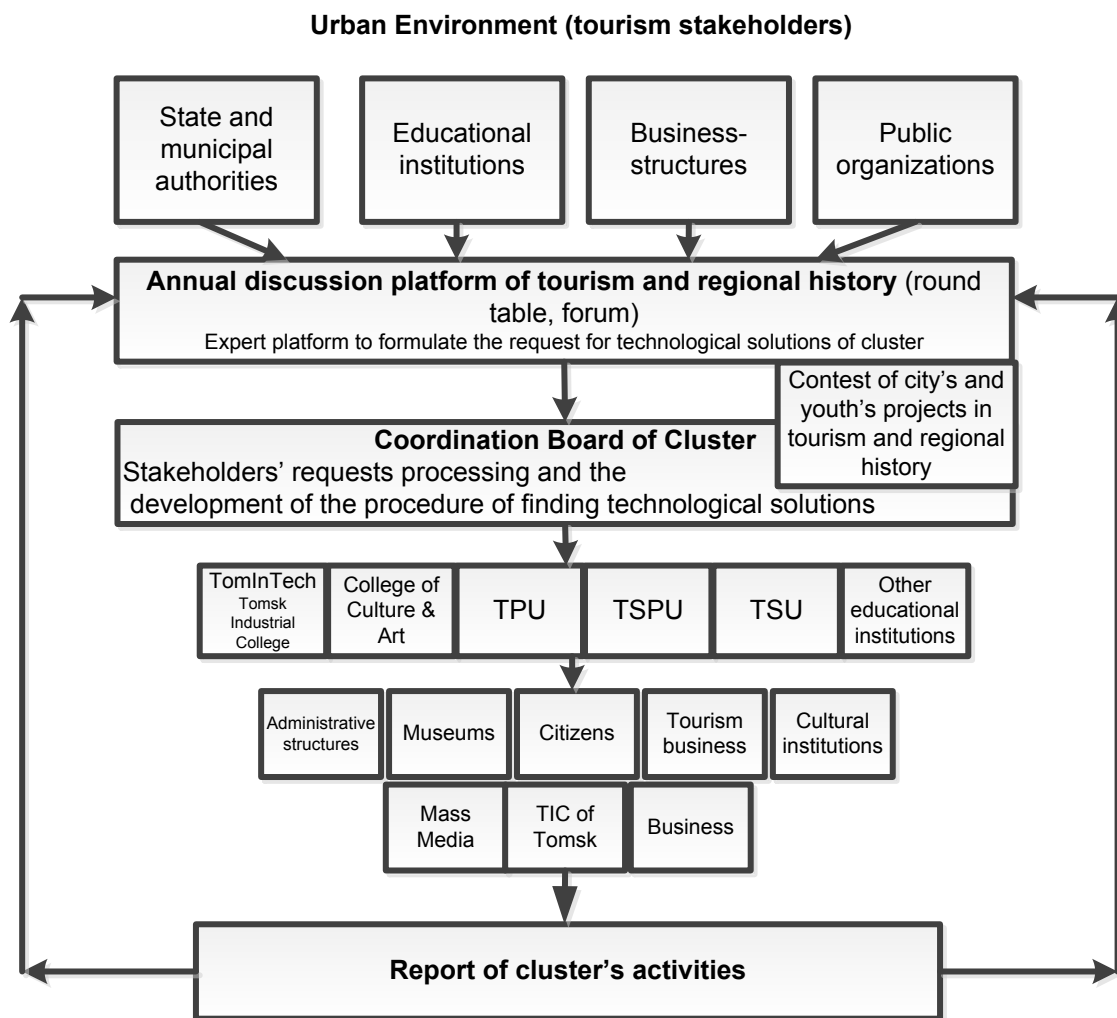 Urban Environment (tourism stakeholders)
State and
municipal
authorities
Educational
institutions
Business-
structures
Public
organizations
Annual discussion platform of tourism and regional history (round
table, forum)
Expert platform to formulate the request for technological solutions of cluster
Contest of city’s and
youth’s projects in
tourism and regional
history
Coordination Board of Cluster
Stakeholders’ requests processing and the
development of the procedure of finding technological solutions
TomInTech
Tomsk
Industrial
College
College of
Culture &
Art
TPU
TSPU
TSU
Other
educational
institutions
Administrative
structures
Museums
Citizens
Tourism
business
Cultural
institutions
Mass
Media
TIC of
Tomsk
Business
Report of cluster’s activities